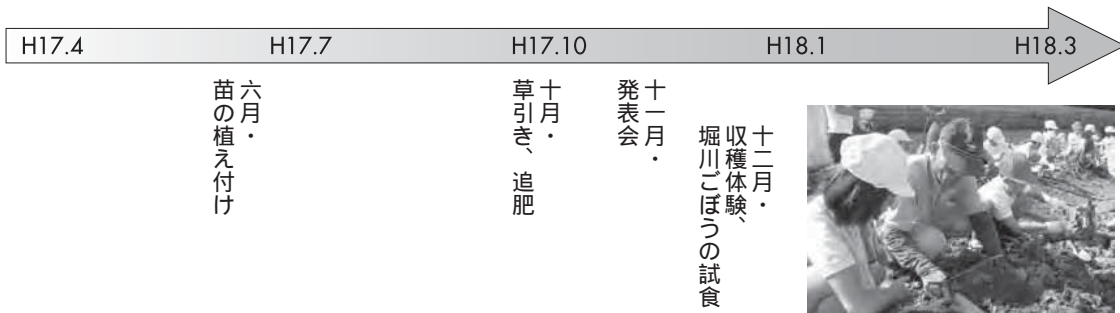 H17.4
H17.7
H17.10
H18.1
H18.3
六月・
苗の植え付け
十月・
草引き、追肥
十一月・
発表会
十二月・
収穫体験、
堀川ごぼうの試食